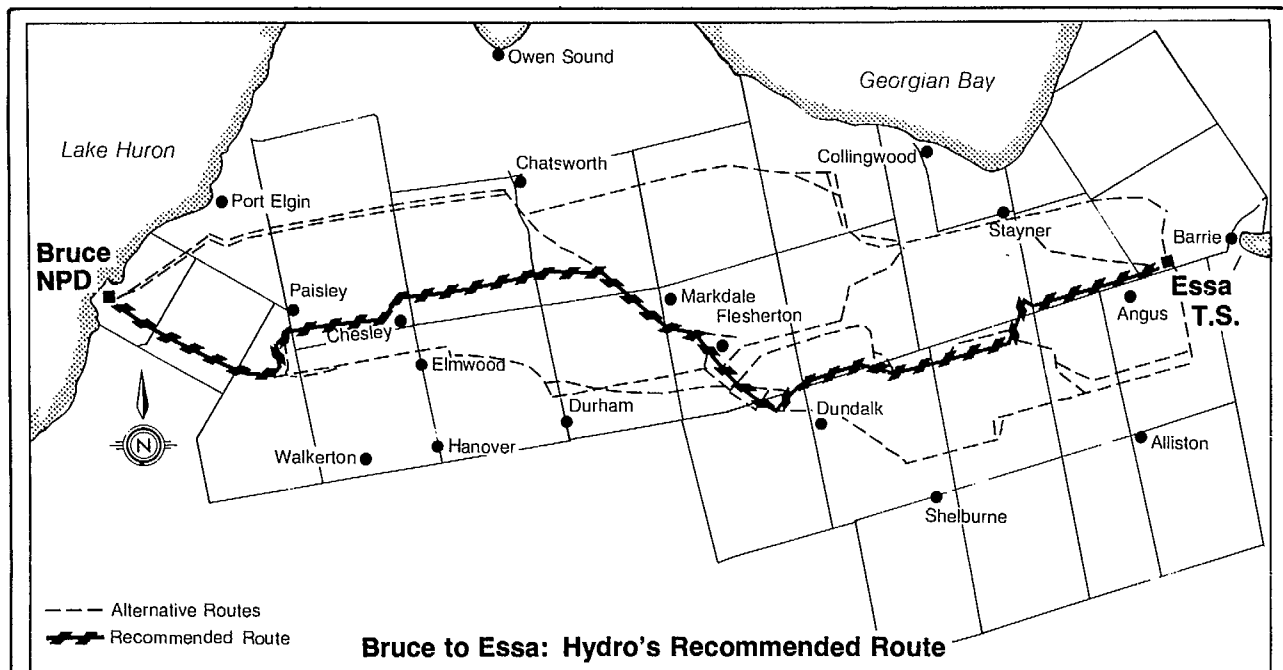 Owen Sound
Georgian Bay
Lake Huron
Collingwood
Chatsworth
Port Elgin
Stayner
Barrie
Bruce
NPD
Essa
T.S.
Paisley
Markdale
Flesherton
Angus
Chesley
Elmwood
Durham
Dundalk
Hanover
Walkerton
Alliston
Shelburne
N
Alternative Routes
Recommended Route
Bruce to Essa: Hydro's Recommended Route